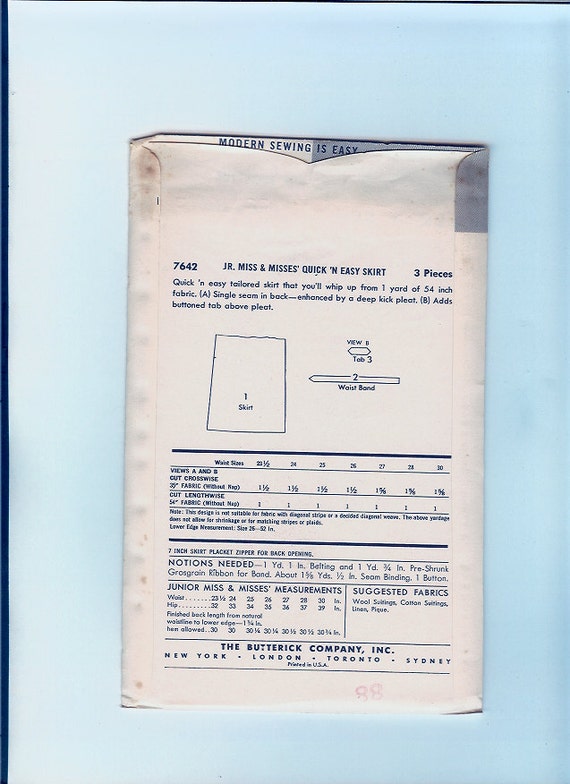 MODERN SEWING IS EASY
7642 JR. MISS & MISSES' QUICK 'N EASY SKIRT 3 Pieces
Quick 'n easy tailored skirt that you'll whip up from 1 yard of 54 inch
fabric. (A) Single seam in back—enhanced by a deep kick pleat. (B) Adds
buttoned tab above pleat.
VIEW B
Tab 3
2
Waist Band
1
Skirt
Waist Sizes 23½ 24 25 26 27 28 30
VIEWS A AND B
CUT CROSSWISE
35" FABRIC (Without Nap) 1½ 1½ 1½ 1½ 1⅝ 1⅝ 1⅝
CUT LENGTHWISE
54" FABRIC (Without Nap) 1 1 1 1 1 1 1
Note: This design is not suitable for fabric with diagonal stripe or a decided diagonal weave. The above yardage
does not allow for shrinkage or for matching stripes or plaids.
Lower Edge Measurement: Size 26—52 In.
7 INCH SKIRT PLACKET ZIPPER FOR BACK OPENING.
NOTIONS NEEDED—1 Yd. 1 In. Belting and 1 Yd. ¾ In. Pre-Shrunk
Grosgrain Ribbon for Band. About 1⅝ Yds. ½ In. Seam Binding. 1 Button.
JUNIOR MISS & MISSES' MEASUREMENTS
Waist.......23½ 24 25 26 27 28 30 In.
Hip.........32 33 34 35 36 37 39 In.
Finished back length from natural
waistline to lower edge—1¾ In.
hem allowed..30 30 30¼ 30¼ 30½ 30½ 30¾ In.
SUGGESTED FABRICS
Wool Suitings, Cotton Suitings,
Linen, Pique.
THE BUTTERICK COMPANY, INC.
NEW YORK • LONDON • TORONTO • SYDNEY
Printed in U.S.A.